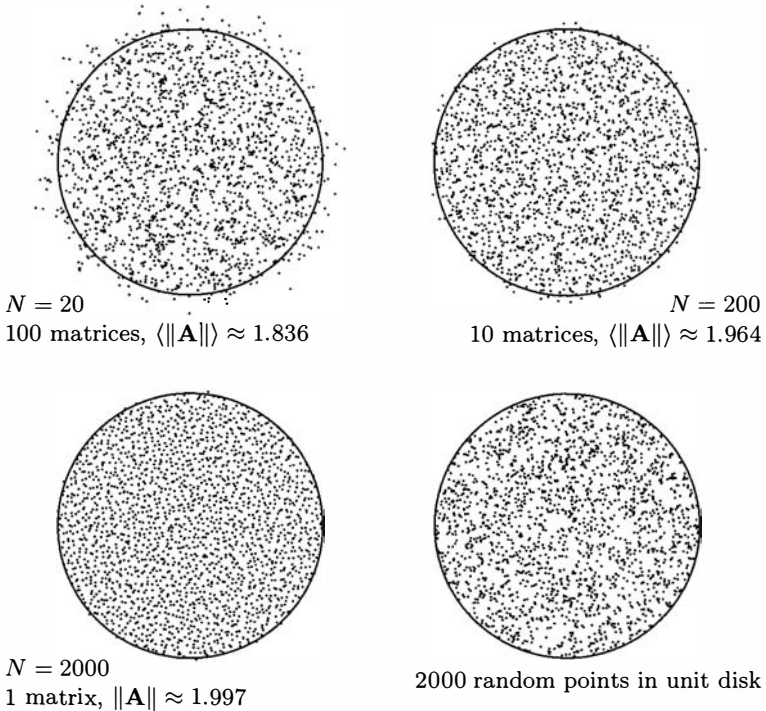 N = 20
100 matrices, ⟨‖A‖⟩ ≈ 1.836
N = 200
10 matrices, ⟨‖A‖⟩ ≈ 1.964
N = 2000
1 matrix, ‖A‖ ≈ 1.997
2000 random points in unit disk